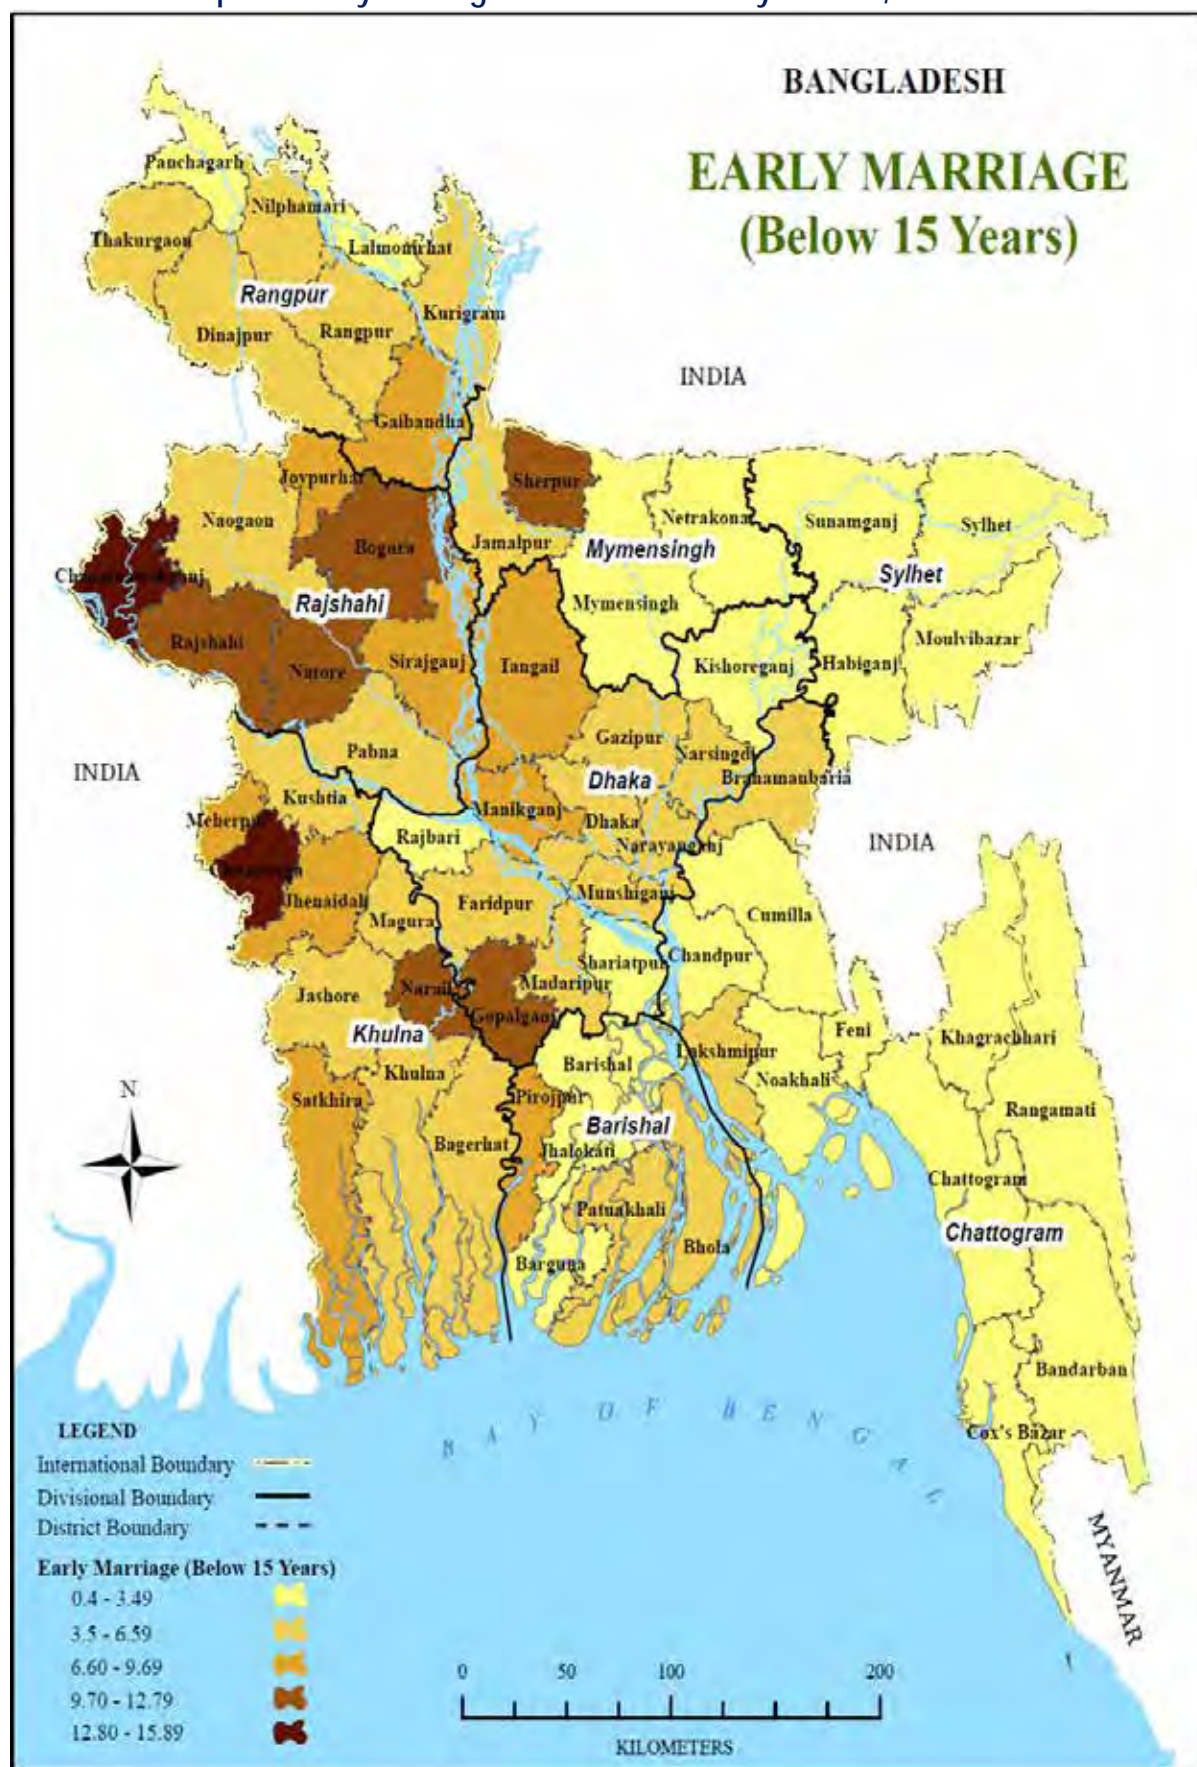 BANGLADESH
EARLY MARRIAGE
(Below 15 Years)
Panchagarh
Nilphamari
Thakurgaon
Lalmonirhat
Rangpur
Kurigram
Dinajpur
Rangpur
INDIA
Gaibandha
Joypurhat
Sherpur
Naogaon
Netrakona
Sunamganj
Sylhet
Bogura
Jamalpur
Mymensingh
Sylhet
Rajshahi
Mymensingh
Rajshahi
Moulvibazar
Natore
Sirajganj
Tangail
Kishoreganj
Habiganj
Gazipur
Pabna
Narsingdi
INDIA
Dhaka
Brahamanbaria
Kushtia
Meherpur
Manikganj
Dhaka
Rajbari
Narayanganj
INDIA
Jhenaidah
Munshiganj
Magura
Faridpur
Cumilla
Shariatpur
Chandpur
Jashore
Narail
Madaripur
Gopalganj
Khulna
Feni
Khagrachhari
Barishal
Lakshmipur
Khulna
Noakhali
Satkhira
Pirojpur
Rangamati
Barishal
Bagerhat
Jhalokati
Chattogram
Patuakhali
Chattogram
Bhola
Barguna
N
Bandarban
BAY OF BENGAL
Cox's Bazar
MYANMAR
LEGEND
International Boundary
Divisional Boundary
District Boundary
Early Marriage (Below 15 Years)
0.4 - 3.49
3.5 - 6.59
6.60 - 9.69
9.70 - 12.79
12.80 - 15.89
0 50 100 200
KILOMETERS